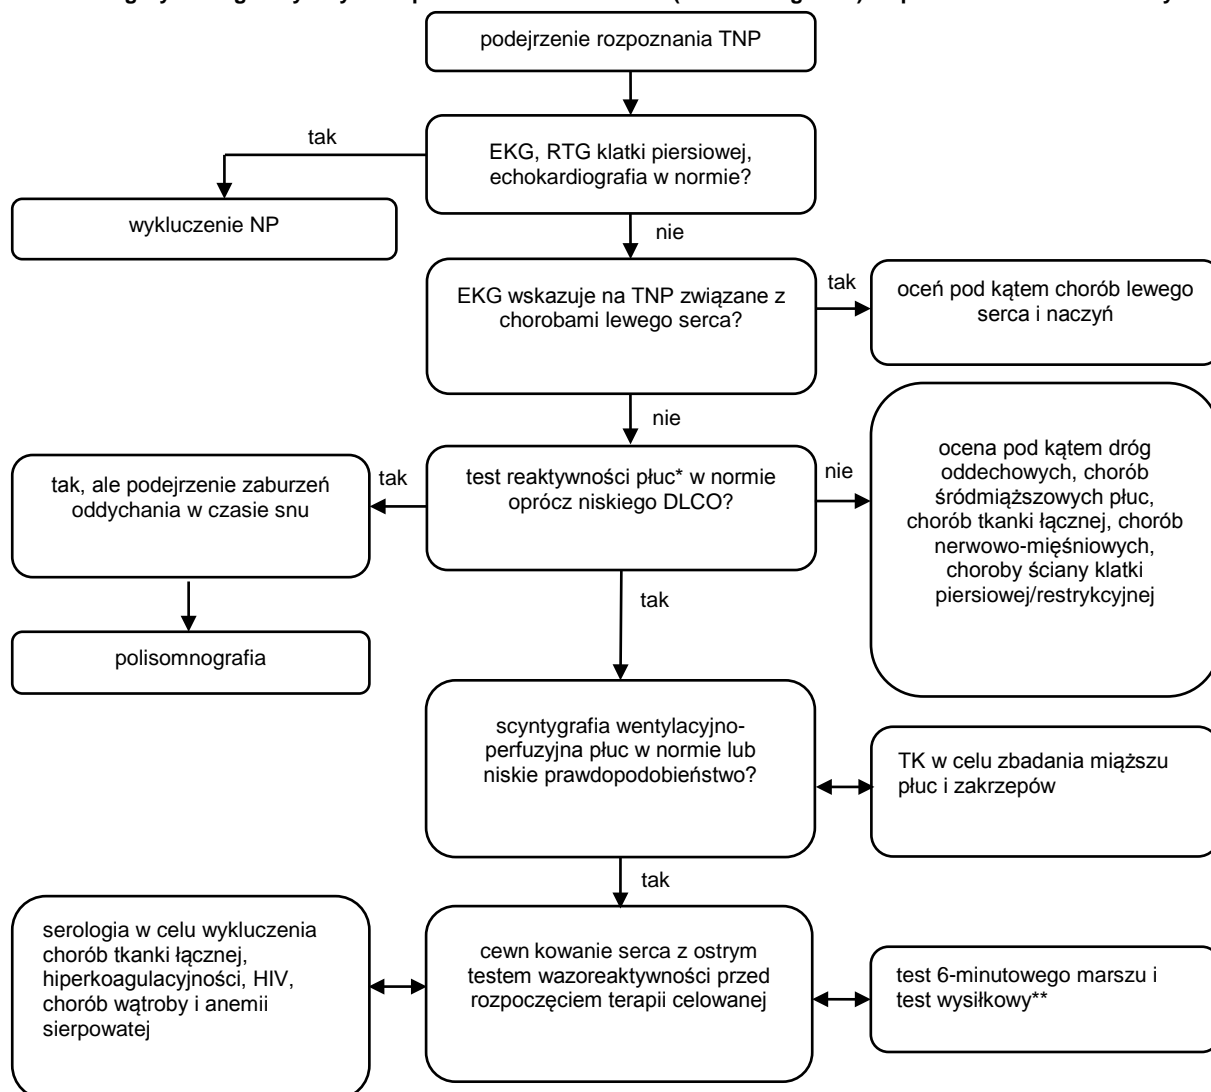 podejrzenie rozpoznania TNP
tak
EKG, RTG klatki piersiowej,
echokardiografia w normie?
wykluczenie NP
nie
EKG wskazuje na TNP związane z
chorobami lewego serca?
tak
oceń pod kątem chorób lewego
serca i naczyń
nie
tak, ale podejrzenie zaburzeń
oddychania w czasie snu
tak
test reaktywności płuc* w normie
oprócz niskiego DLCO?
nie
ocena pod kątem dróg
oddechowych, chorób
śródmiąższowych płuc,
chorób tkanki łącznej, chorób
nerwowo-mięśniowych,
choroby ściany klatki
piersiowej/restrykcyjnej
tak
polisomnografia
scyntygrafia wentylacyjno-
perfuzyjna płuc w normie lub
niskie prawdopodobieństwo?
TK w celu zbadania miąższu
płuc i zakrzepów
tak
serologia w celu wykluczenia
chorób tkanki łącznej,
hiperkoagulacyjności, HIV,
chorób wątroby i anemii
sierpowatej
cewn kowanie serca z ostrym
testem wazoreaktywności przed
rozpoczęciem terapii celowanej
test 6-minutowego marszu i
test wysiłkowy**